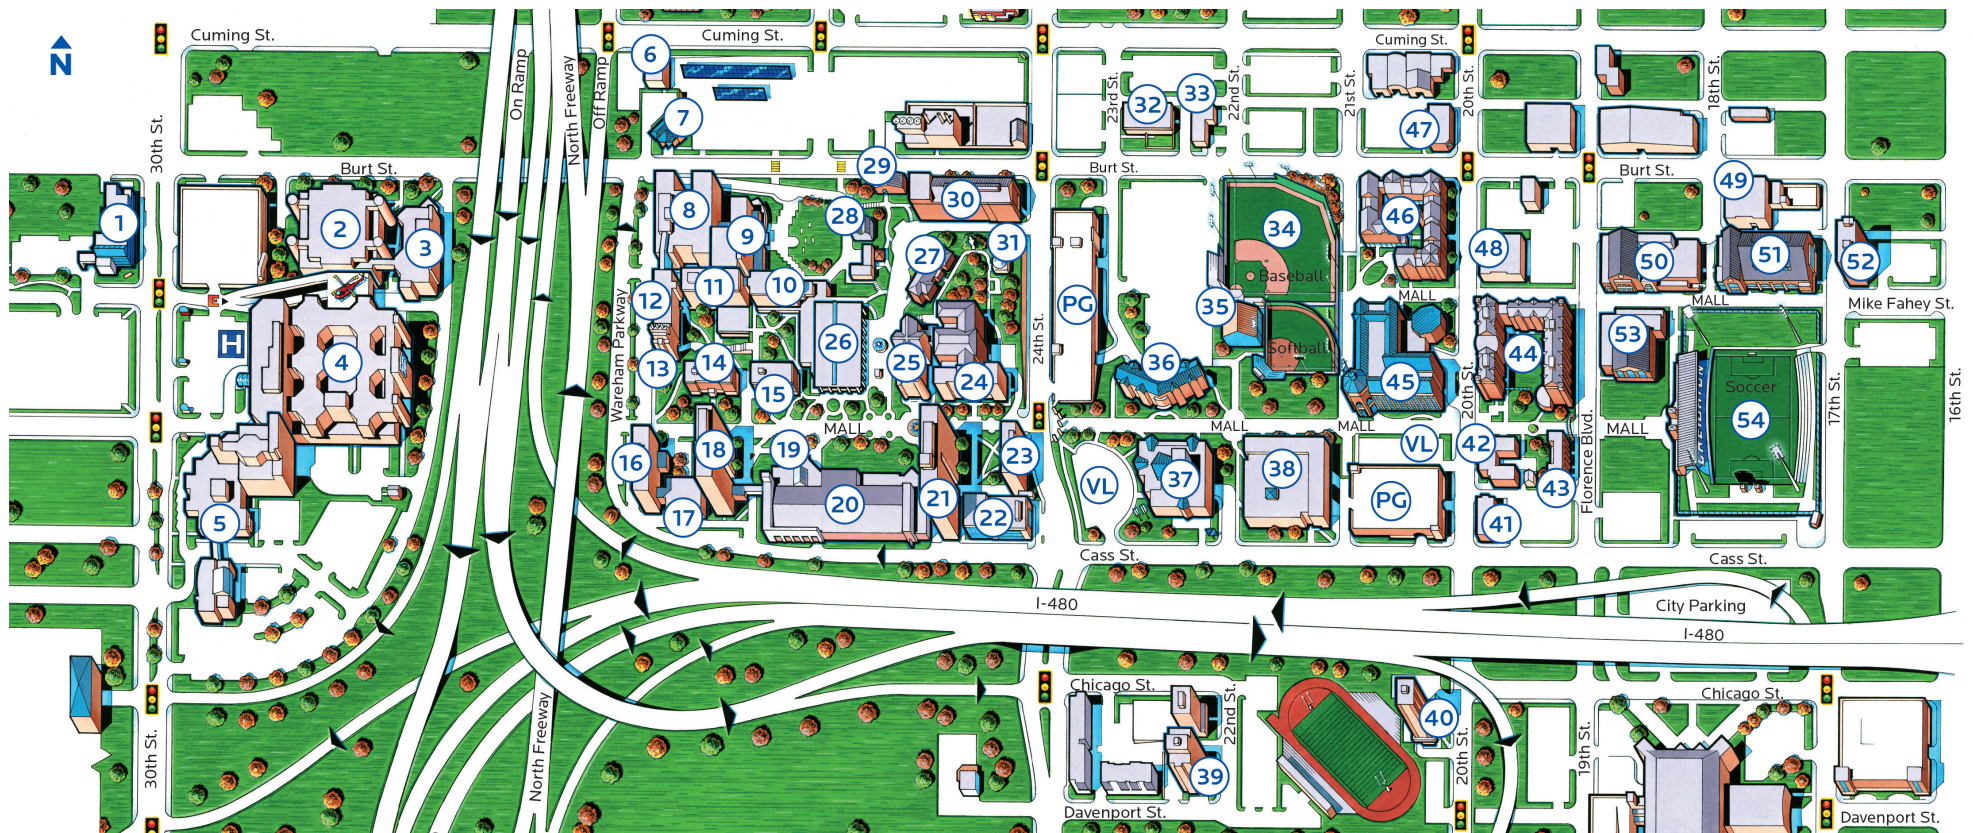 N
Cuming St.
Cuming St.
Cuming St.
On Ramp
North Freeway
Off Ramp
6
7
30th St.
23rd St.
32
33
22nd St.
21st St.
20th St.
47
18th St.
Burt St.
Burt St.
Burt St.
1
2
3
8
9
28
29
30
31
27
34
Baseball
46
48
49
50
51
52
E
H
4
12
11
10
26
PG
35
Softball
MALL
MALL
Mike Fahey St.
Wareham Parkway
13
14
15
25
24
24th St.
36
45
44
53
Soccer
54
CREIGHTON
17th St.
16th St.
20th St.
Florence Blvd.
MALL
MALL
MALL
MALL
16
18
19
17
20
21
22
23
VL
37
38
VL
PG
42
43
41
5
Cass St.
Cass St.
I-480
I-480
City Parking
Chicago St.
Chicago St.
30th St.
North Freeway
22nd St.
39
40
20th St.
19th St.
Davenport St.
Davenport St.